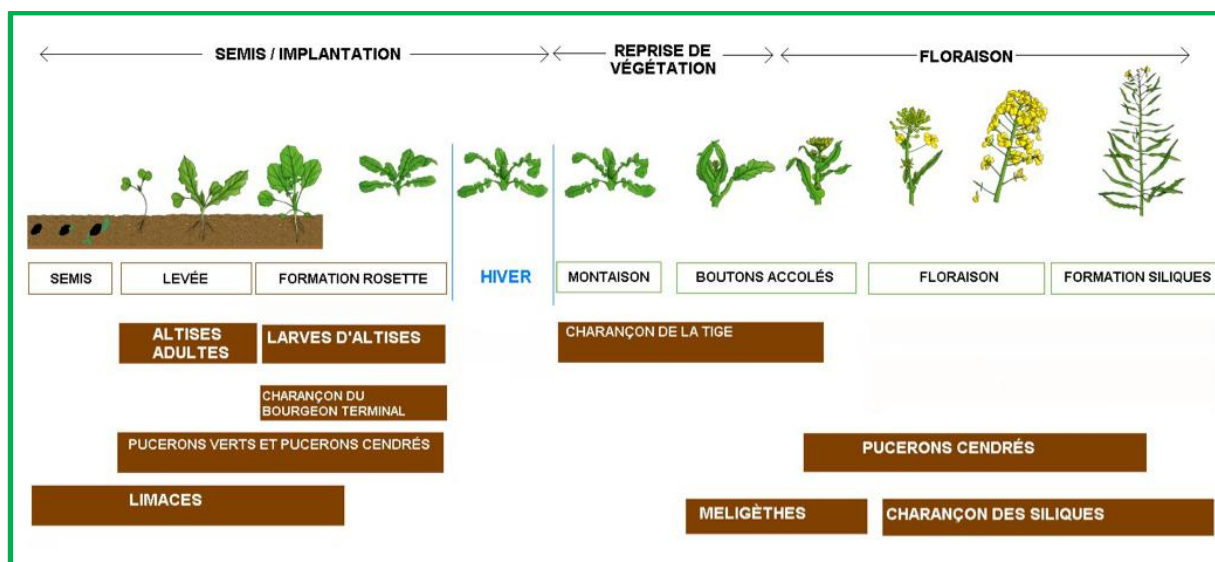 SEMIS / IMPLANTATION
REPRISE DE
VÉGÉTATION
FLORAISON
SEMIS
LEVÉE
FORMATION ROSETTE
HIVER
MONTAISON
BOUTONS ACCOLÉS
FLORAISON
FORMATION SILIQUES
ALTISES
ADULTES
LARVES D'ALTISES
CHARANÇON DE LA TIGE
CHARANÇON DU
BOURGEON TERMINAL
PUCERONS VERTS ET PUCERONS CENDRÉS
PUCERONS CENDRÉS
LIMACES
MELIGÈTHES
CHARANÇON DES SILIQUES